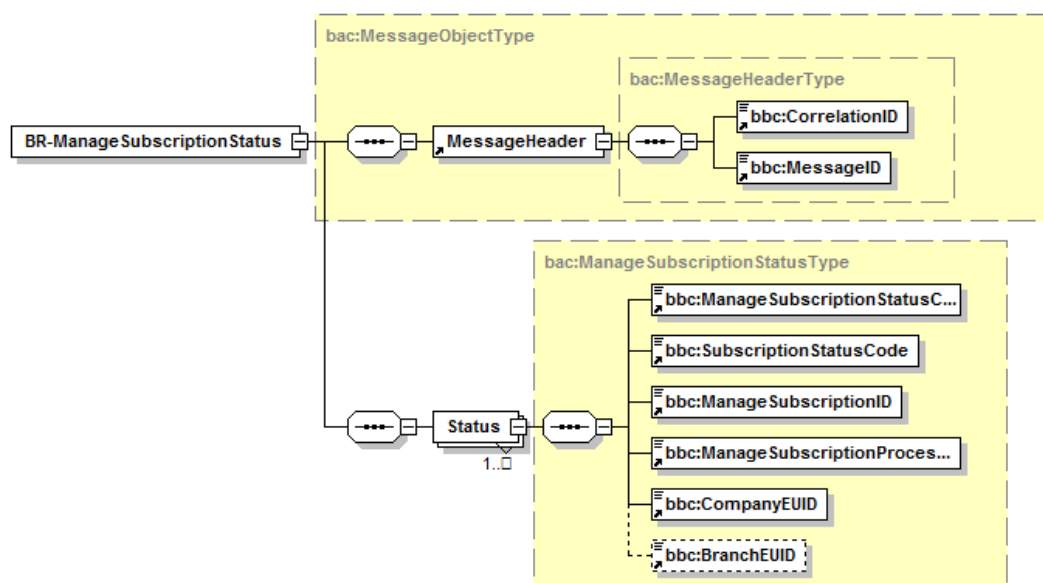 bac:MessageObjectType
bac:MessageHeaderType
bbc:CorrelationID
BR-ManageSubscriptionStatus
MessageHeader
bbc:MessageID
bac:ManageSubscriptionStatusType
bbc:ManageSubscriptionStatusC...
bbc:SubscriptionStatusCode
bbc:ManageSubscriptionID
Status
1..□
bbc:ManageSubscriptionProces...
bbc:CompanyEUID
bbc:BranchEUID